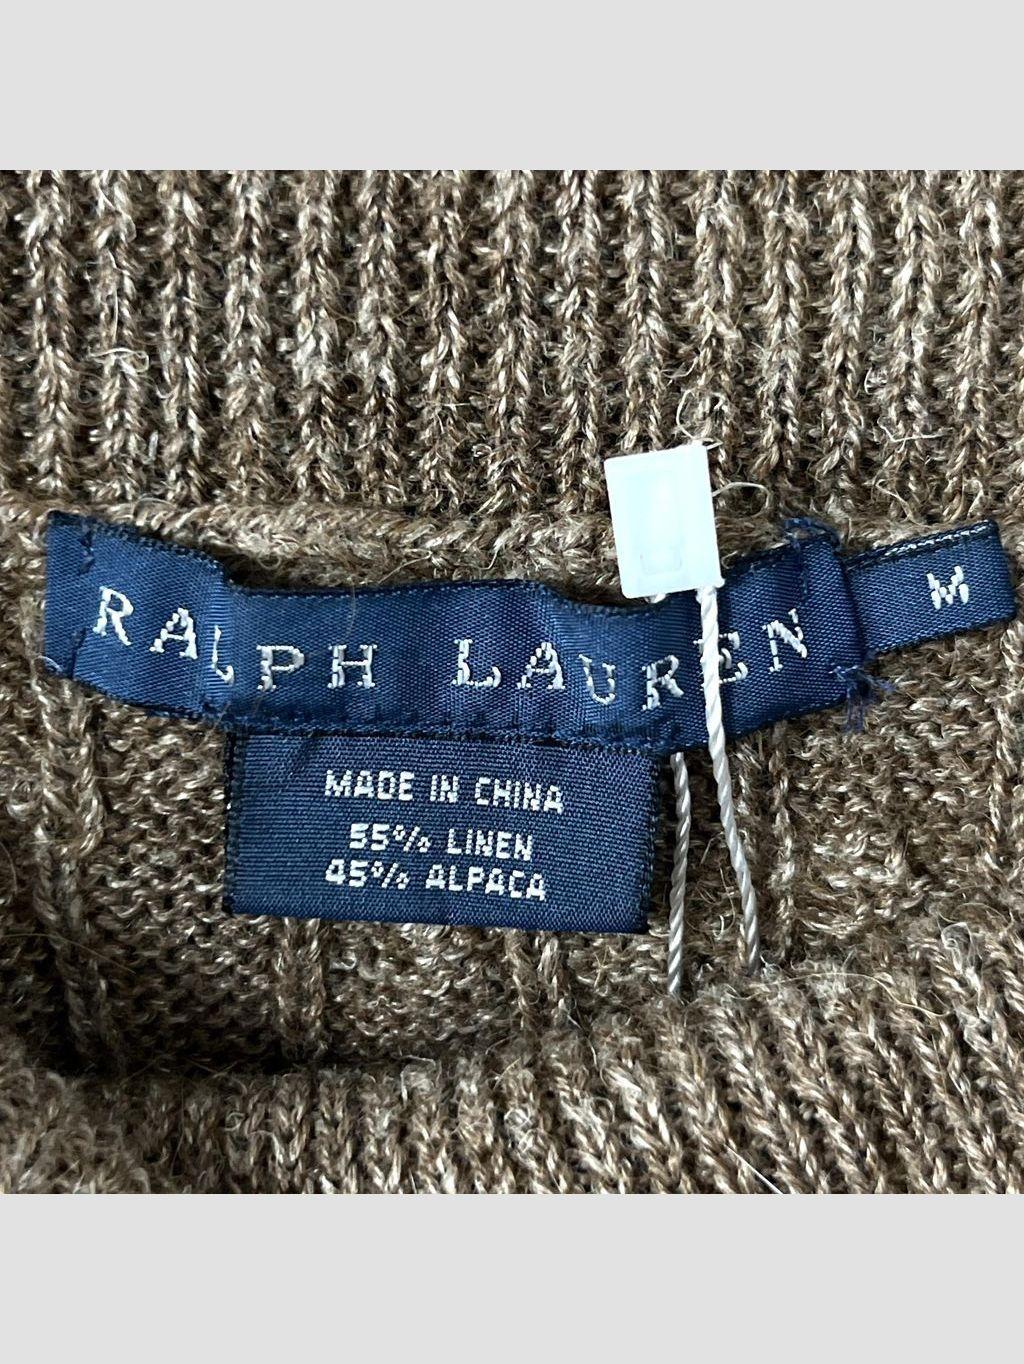 RALPH LAUREN
M
MADE IN CHINA
55% LINEN
45% ALPACA